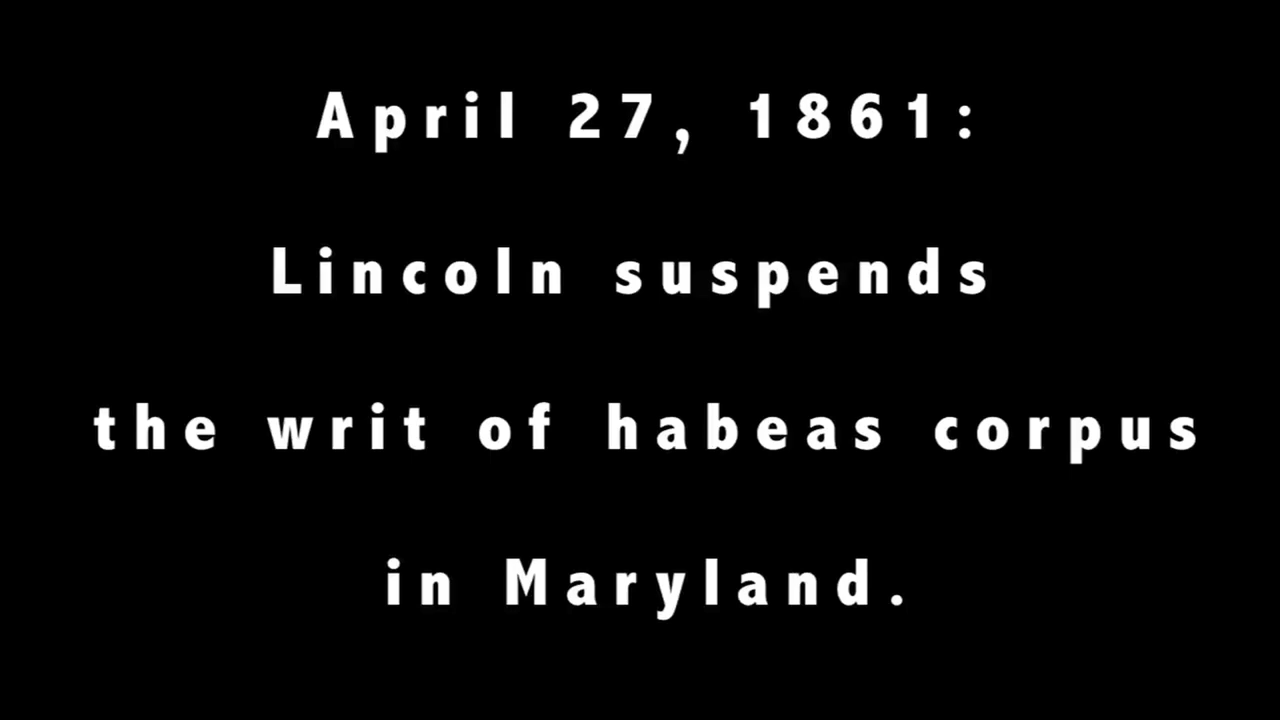 April 27, 1861:
Lincoln suspends
the writ of habeas corpus
in Maryland.